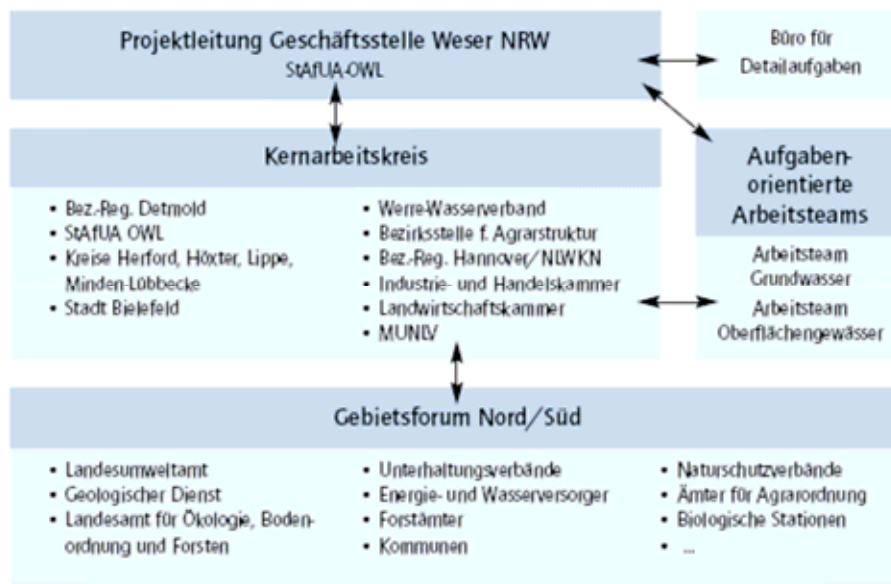 Projektleitung Geschäftsstelle Weser NRW
StAfUA-OWL
Büro für
Detailaufgaben
Kernarbeitskreis
• Bez.-Reg. Detmold
• StAfUA OWL
• Kreise Herford, Höxter, Lippe,
Minden-Lübbecke
• Stadt Bielefeld
• Werre-Wasserverband
• Bezirksstelle f. Agrarstruktur
• Bez.-Reg. Hannover/NLWKN
• Industrie- und Handelskammer
• Landwirtschaftskammer
• MUNLV
Aufgaben-
orientierte
Arbeitsteams
Arbeitsteam
Grundwasser
Arbeitsteam
Oberflächengewässer
Gebietsforum Nord/Süd
• Landesumweltamt
• Geologischer Dienst
• Landesamt für Ökologie, Boden-
ordnung und Forsten
• Unterhaltungsverbände
• Energie- und Wasserversorger
• Forstämter
• Kommunen
• Naturschutzverbände
• Ämter für Agrarordnung
• Biologische Stationen
• ...